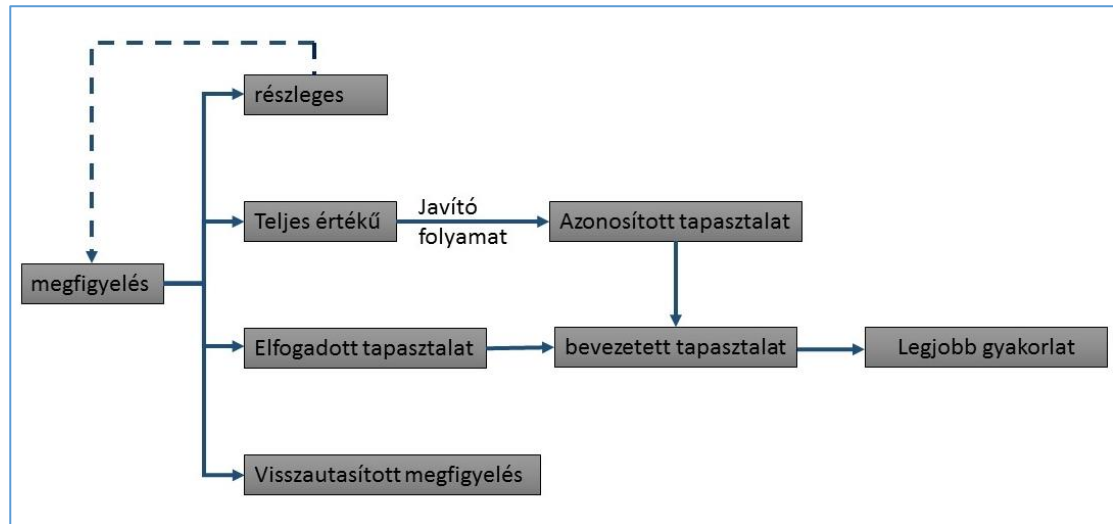 részleges
Teljes értékű
Javító
folyamat
Azonosított tapasztalat
megfigyelés
Elfogadott tapasztalat
bevezetett tapasztalat
Legjobb gyakorlat
Visszautasított megfigyelés